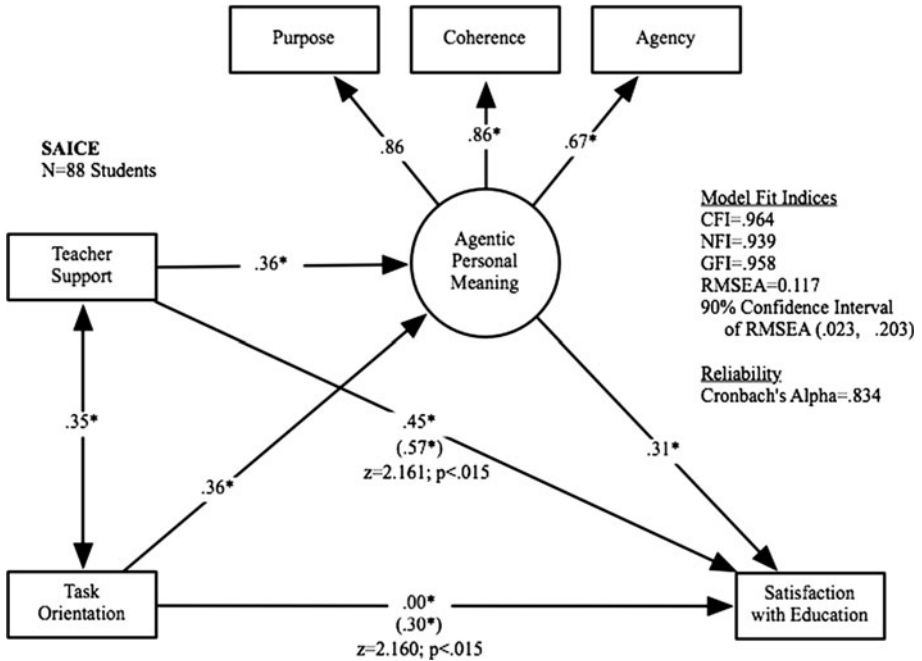 Purpose
Coherence
Agency
.86
.86*
.67*
SAICE
N=88 Students
Model Fit Indices
CFI=.964
NFI=.939
GFI=.958
RMSEA=0.117
90% Confidence Interval
of RMSEA (.023, .203)
Reliability
Cronbach's Alpha=.834
Teacher
Support
.36*
Agentic
Personal
Meaning
.35*
.45*
(.57*)
z=2.161; p<.015
.31*
.36*
Task
Orientation
.00*
(.30*)
z=2.160; p<.015
Satisfaction
with Education